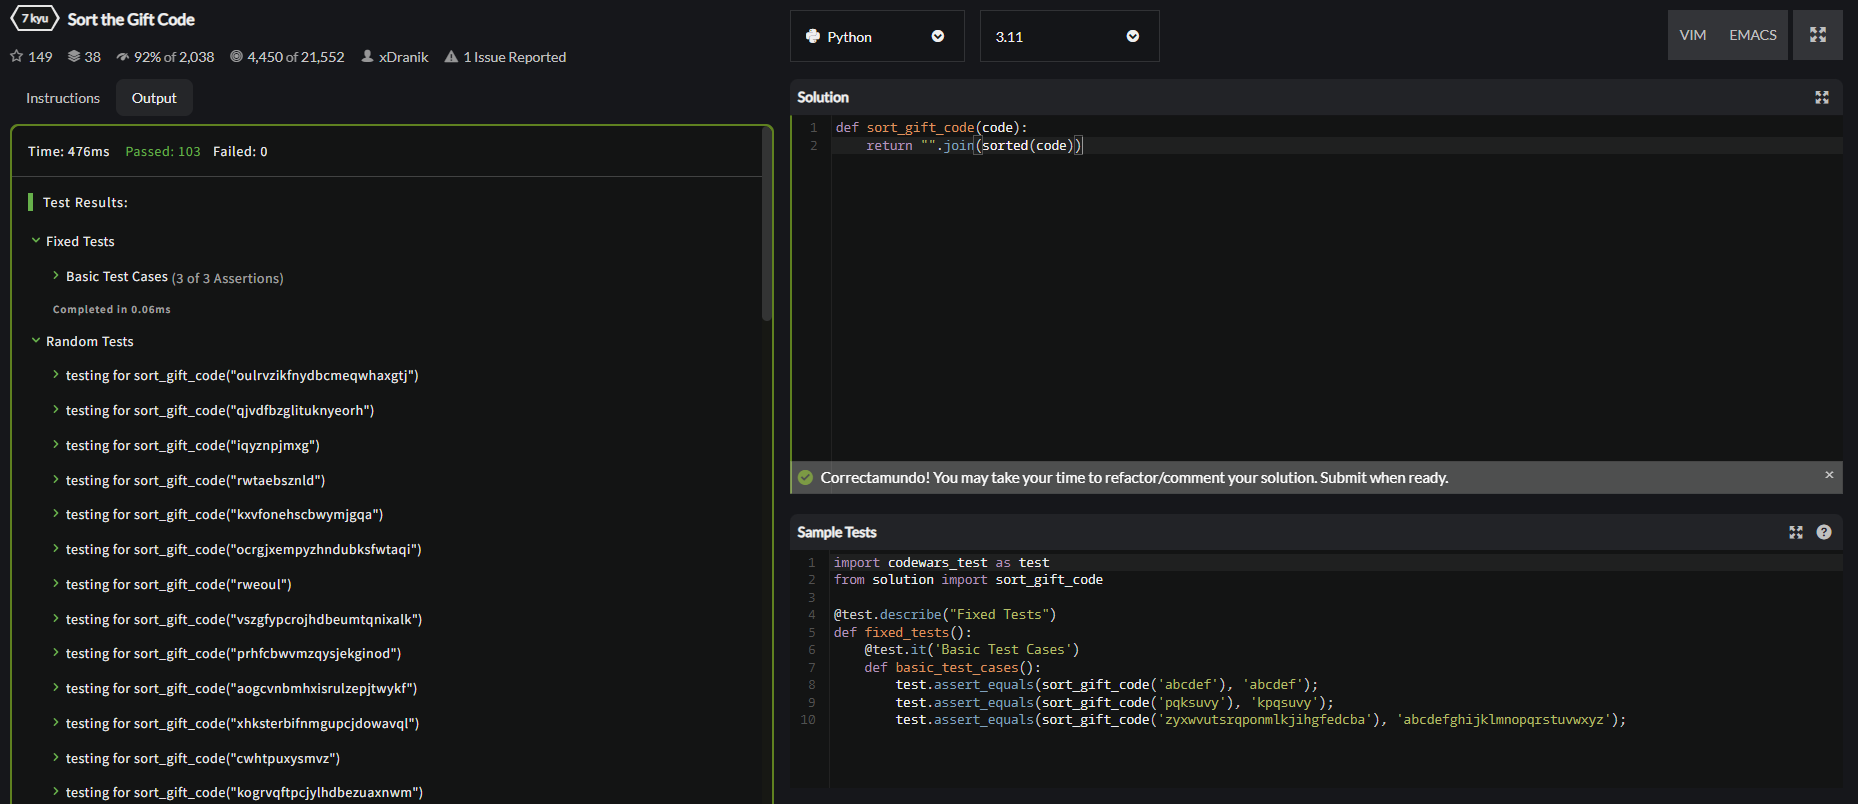 7 kyu Sort the Gift Code
149 38 92% of 2,038 4,450 of 21,552 xDranik 1 Issue Reported
Instructions Output
Time: 476ms Passed: 103 Failed: 0
Test Results:
Fixed Tests
Basic Test Cases (3 of 3 Assertions)
Completed in 0.06ms
Random Tests
testing for sort_gift_code("oulrvzikfnydbcmeqwhaxgtj")
testing for sort_gift_code("qjvdfbzglituknyeorh")
testing for sort_gift_code("iqyznpjmxg")
testing for sort_gift_code("rwtaebsznld")
testing for sort_gift_code("kxvfonehscbwymjgqa")
testing for sort_gift_code("ocrgjxempyzhndubksfwtaqi")
testing for sort_gift_code("rweoul")
testing for sort_gift_code("vszgfypcrojhdbeumtqnixalk")
testing for sort_gift_code("prhfcbwvmzqysjekginod")
testing for sort_gift_code("aogcvnbmhxisrulzepjtwykf")
testing for sort_gift_code("xhksterbifnmgupcjdowavql")
testing for sort_gift_code("cwhtpuxysmvz")
testing for sort_gift_code("kogrvqftpcjylhdbezuaxnwm")
Python 3.11 VIM EMACS
Solution
1 def sort_gift_code(code):
2 return "".join(sorted(code))
Correctamundo! You may take your time to refactor/comment your solution. Submit when ready. ×
Sample Tests ?
1 import codewars_test as test
2 from solution import sort_gift_code
3
4 @test.describe("Fixed Tests")
5 def fixed_tests():
6 @test.it('Basic Test Cases')
7 def basic_test_cases():
8 test.assert_equals(sort_gift_code('abcdef'), 'abcdef');
9 test.assert_equals(sort_gift_code('pqksuvy'), 'kpqsuvy');
10 test.assert_equals(sort_gift_code('zyxwvutsrqponmlkjihgfedcba'), 'abcdefghijklmnopqrstuvwxyz');